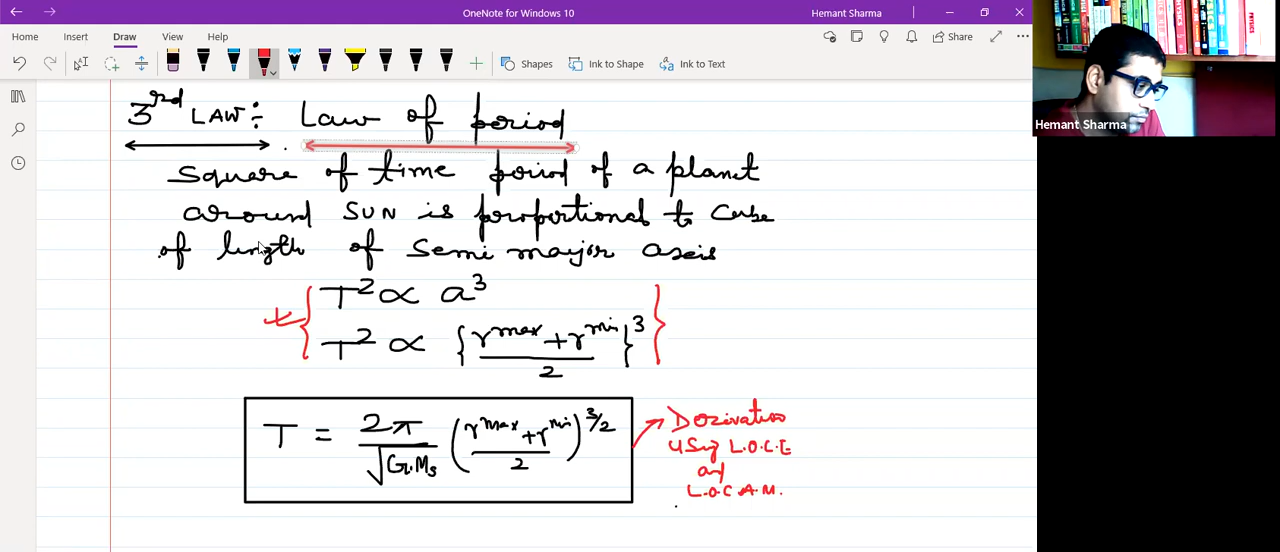 OneNote for Windows 10
Hemant Sharma
Home Insert Draw View Help
Share
Shapes Ink to Shape Ink to Text
Hemant Sharma
3rd LAW:- Law of period
Square of time period of a planet
around SUN is proportional to Cube
of length of Semi major axis
T² ∝ a³
T² ∝ {(rmax + rmin)/2}³
T = 2π/√(G.Ms) ((rmax + rmin)/2)^3/2
Derivation
Using L.O.C.E
and
L.O.C.A.M.
PHYSICS